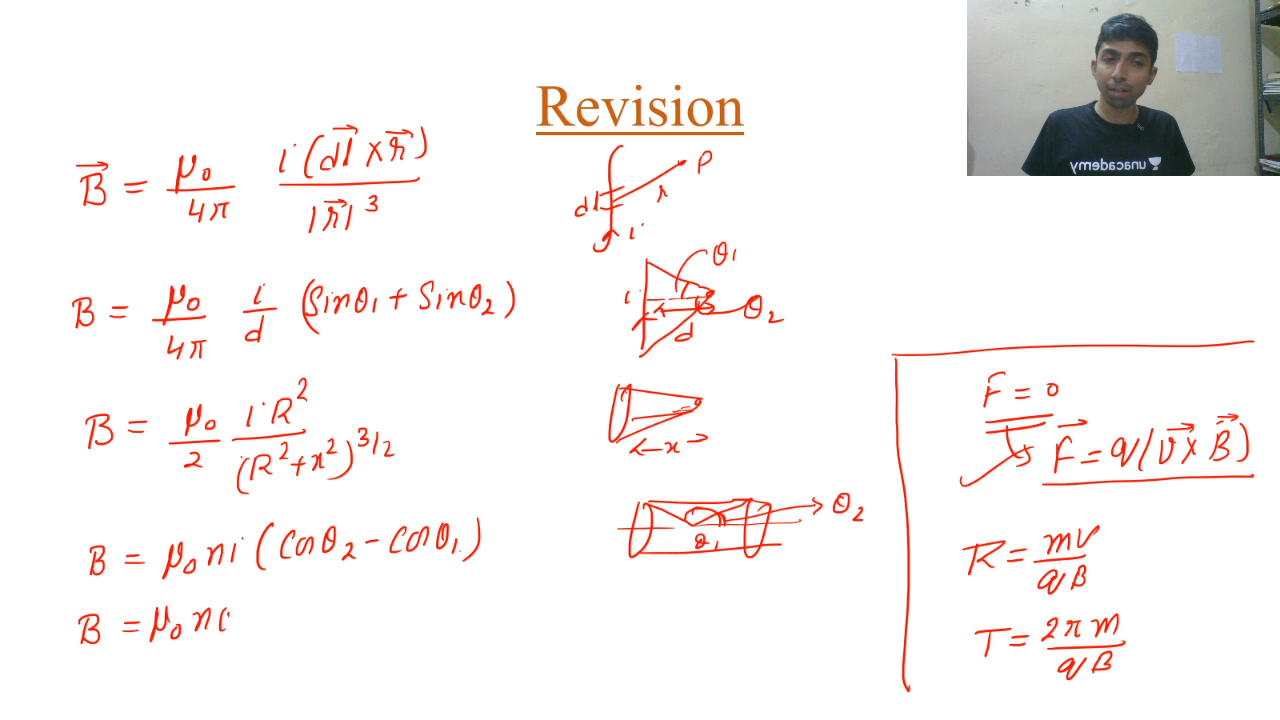 Revision
unacademy
B⃗ = μ₀/4π i(dl⃗ × r⃗)/|r⃗|³
P
r
dl
i
B = μ₀/4π i/d (Sinθ₁ + Sinθ₂)
θ₁
i
θ₂
d
B = μ₀/2 iR²/(R²+x²)^3/2
x
B = μ₀ni (Cosθ₂ - Cosθ₁)
θ₂
θ₁
B = μ₀ni
F = 0
F⃗ = q(v⃗ × B⃗)
R = mv/qB
T = 2πm/qB